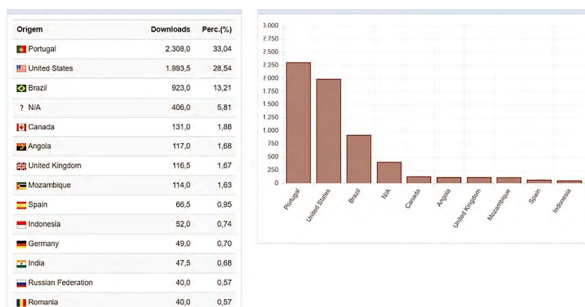 Origem Downloads Perc.(%)
Portugal 2.308,0 33,04
United States 1.993,5 28,54
Brazil 923,0 13,21
? N/A 406,0 5,81
Canada 131,0 1,88
Angola 117,0 1,68
United Kingdom 116,5 1,67
Mozambique 114,0 1,63
Spain 66,5 0,95
Indonesia 52,0 0,74
Germany 49,0 0,70
India 47,5 0,68
Russian Federation 40,0 0,57
Romania 40,0 0,57
3.000
2.750
2.500
2.250
2.000
1.750
1.500
1.250
1.000
750
500
250
0
Portugal
United States
Brazil
N/A
Canada
Angola
United Kingdom
Mozambique
Spain
Indonesia